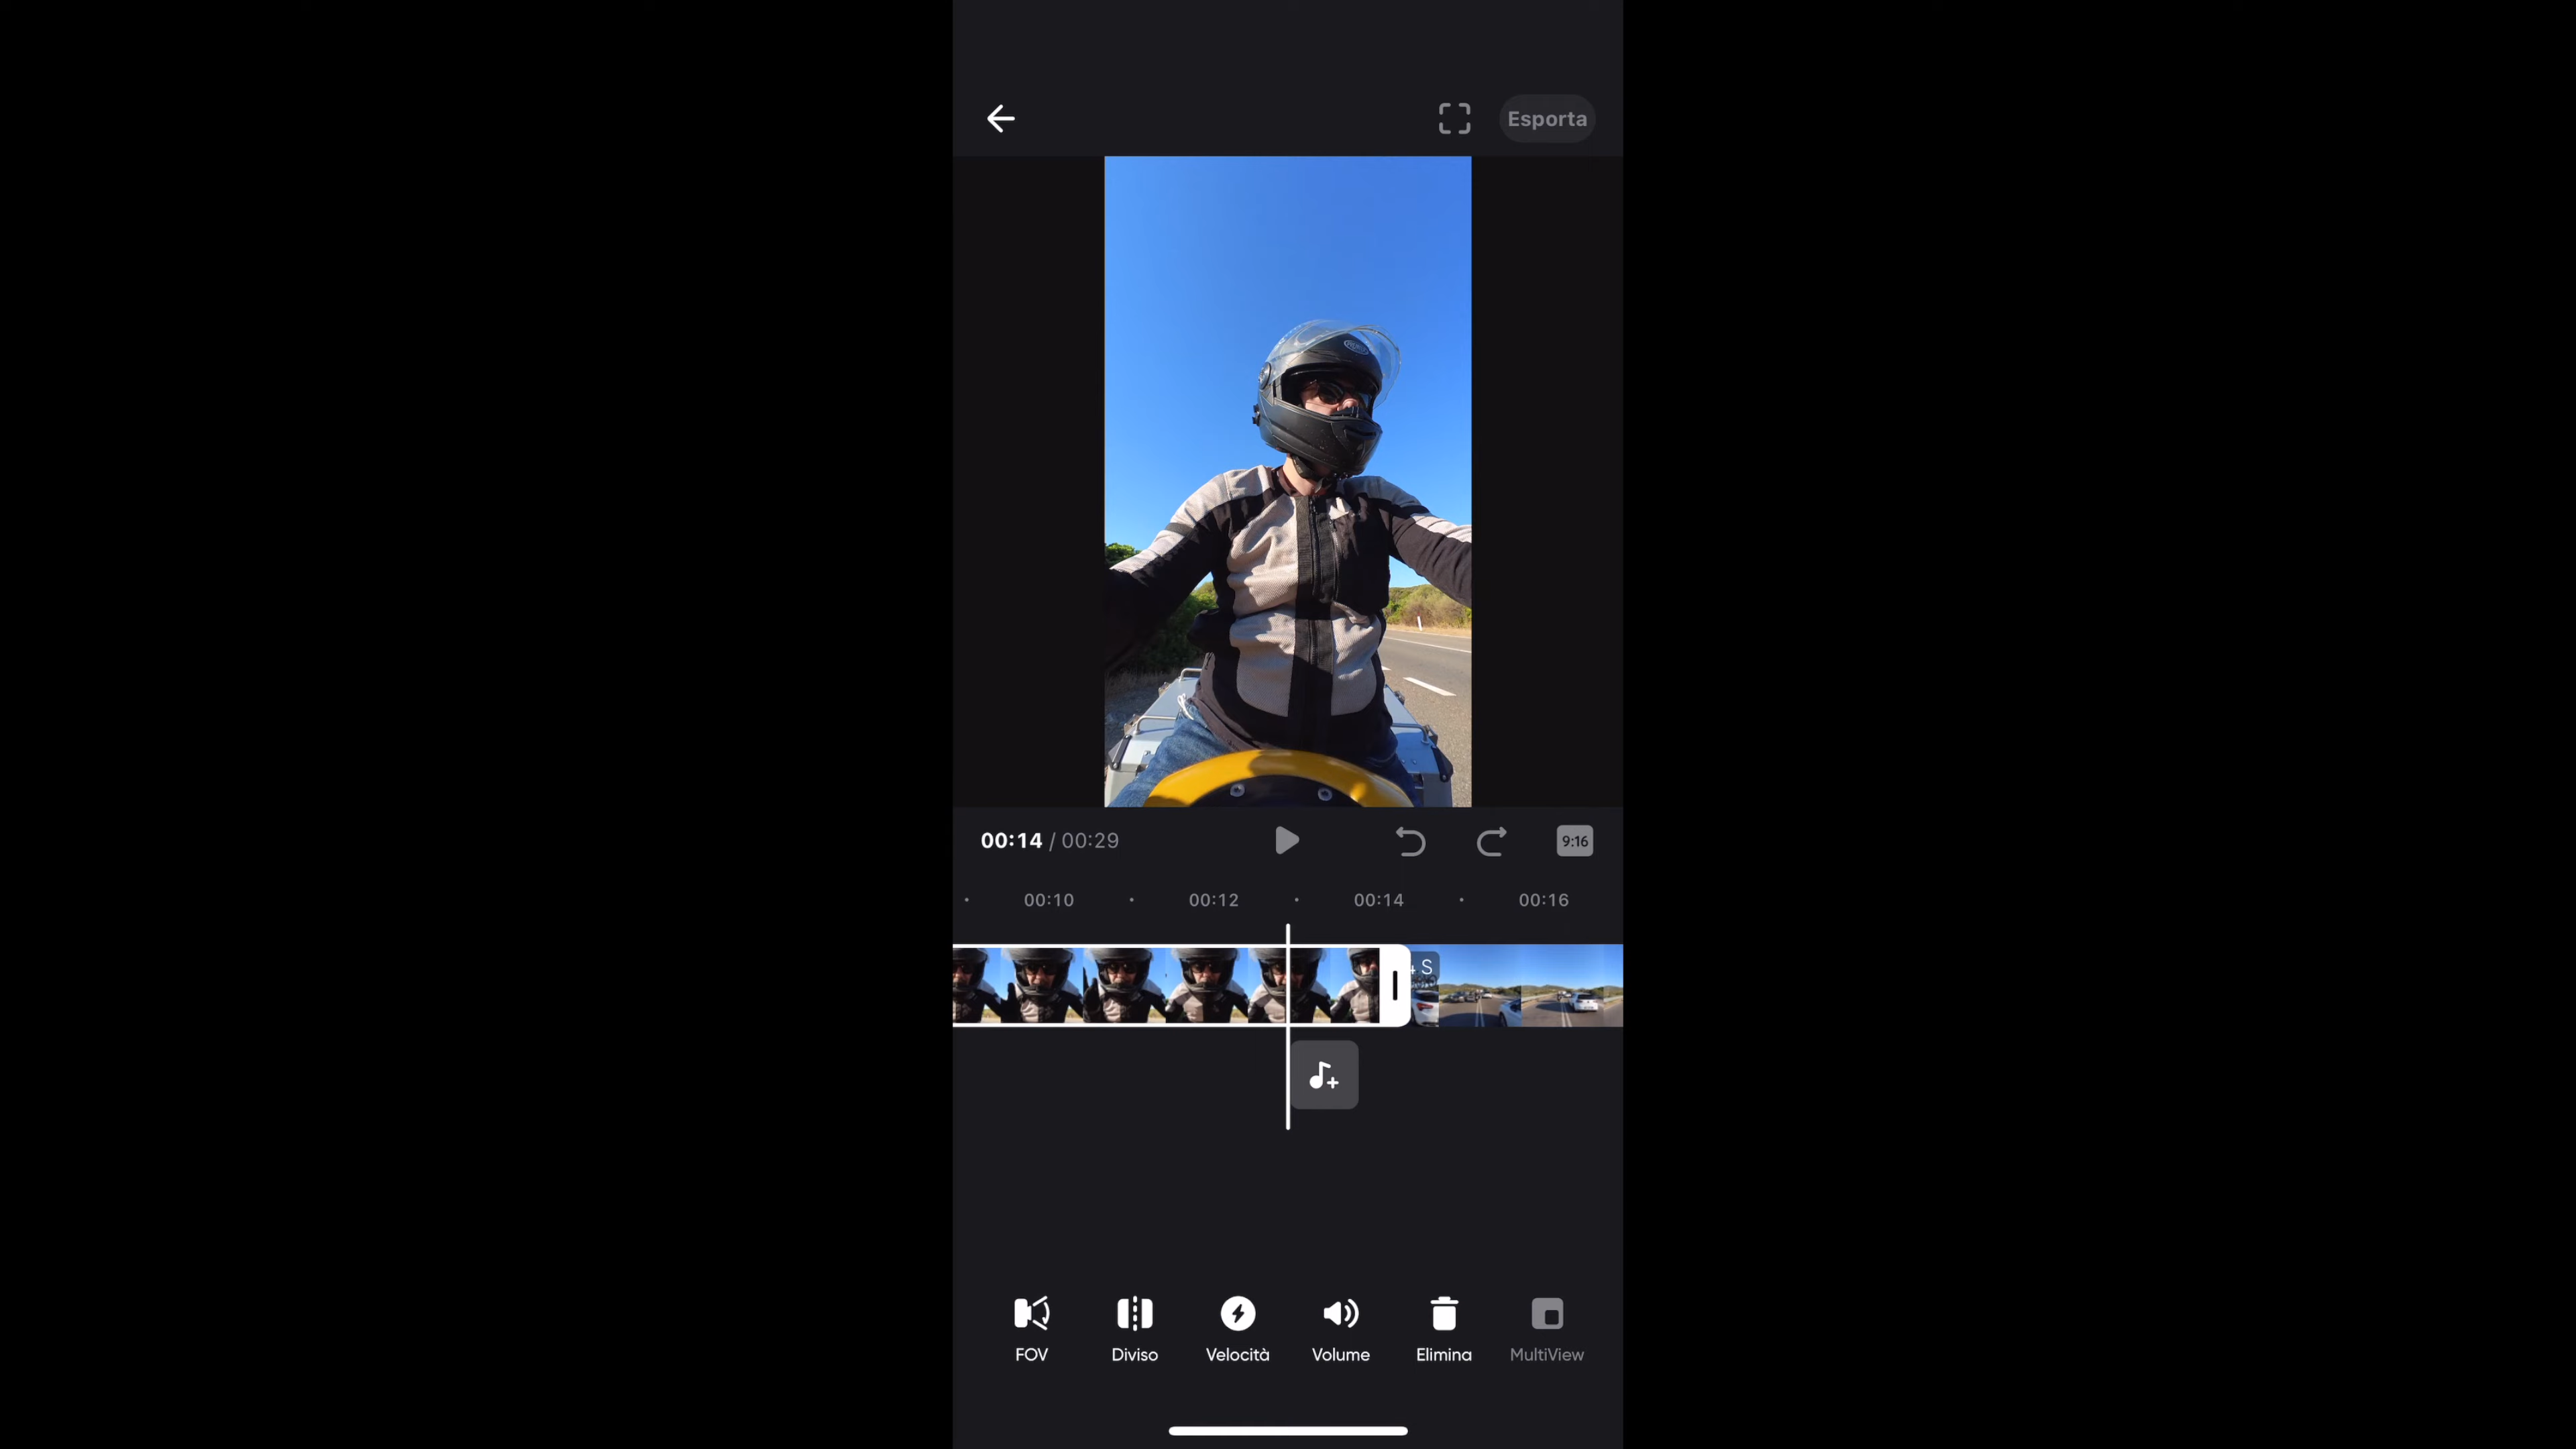 Esporta
00:14 / 00:29
9:16
00:10 00:12 00:14 00:16
S
FOV Diviso Velocità Volume Elimina MultiView